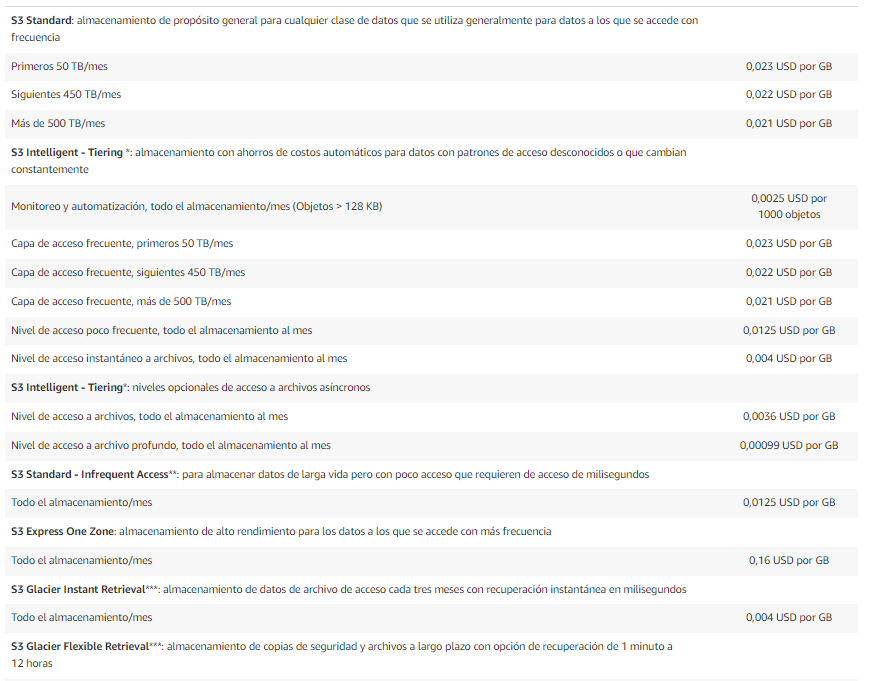 S3 Standard: almacenamiento de propósito general para cualquier clase de datos que se utiliza generalmente para datos a los que se accede con
frecuencia
Primeros 50 TB/mes 0,023 USD por GB
Siguientes 450 TB/mes 0,022 USD por GB
Más de 500 TB/mes 0,021 USD por GB
S3 Intelligent - Tiering *: almacenamiento con ahorros de costos automáticos para datos con patrones de acceso desconocidos o que cambian
constantemente
Monitoreo y automatización, todo el almacenamiento/mes (Objetos > 128 KB) 0,0025 USD por
1000 objetos
Capa de acceso frecuente, primeros 50 TB/mes 0,023 USD por GB
Capa de acceso frecuente, siguientes 450 TB/mes 0,022 USD por GB
Capa de acceso frecuente, más de 500 TB/mes 0,021 USD por GB
Nivel de acceso poco frecuente, todo el almacenamiento al mes 0,0125 USD por GB
Nivel de acceso instantáneo a archivos, todo el almacenamiento al mes 0,004 USD por GB
S3 Intelligent - Tiering*: niveles opcionales de acceso a archivos asíncronos
Nivel de acceso a archivos, todo el almacenamiento al mes 0,0036 USD por GB
Nivel de acceso a archivo profundo, todo el almacenamiento al mes 0,00099 USD por GB
S3 Standard - Infrequent Access**: para almacenar datos de larga vida pero con poco acceso que requieren de acceso de milisegundos
Todo el almacenamiento/mes 0,0125 USD por GB
S3 Express One Zone: almacenamiento de alto rendimiento para los datos a los que se accede con más frecuencia
Todo el almacenamiento/mes 0,16 USD por GB
S3 Glacier Instant Retrieval***: almacenamiento de datos de archivo de acceso cada tres meses con recuperación instantánea en milisegundos
Todo el almacenamiento/mes 0,004 USD por GB
S3 Glacier Flexible Retrieval***: almacenamiento de copias de seguridad y archivos a largo plazo con opción de recuperación de 1 minuto a
12 horas